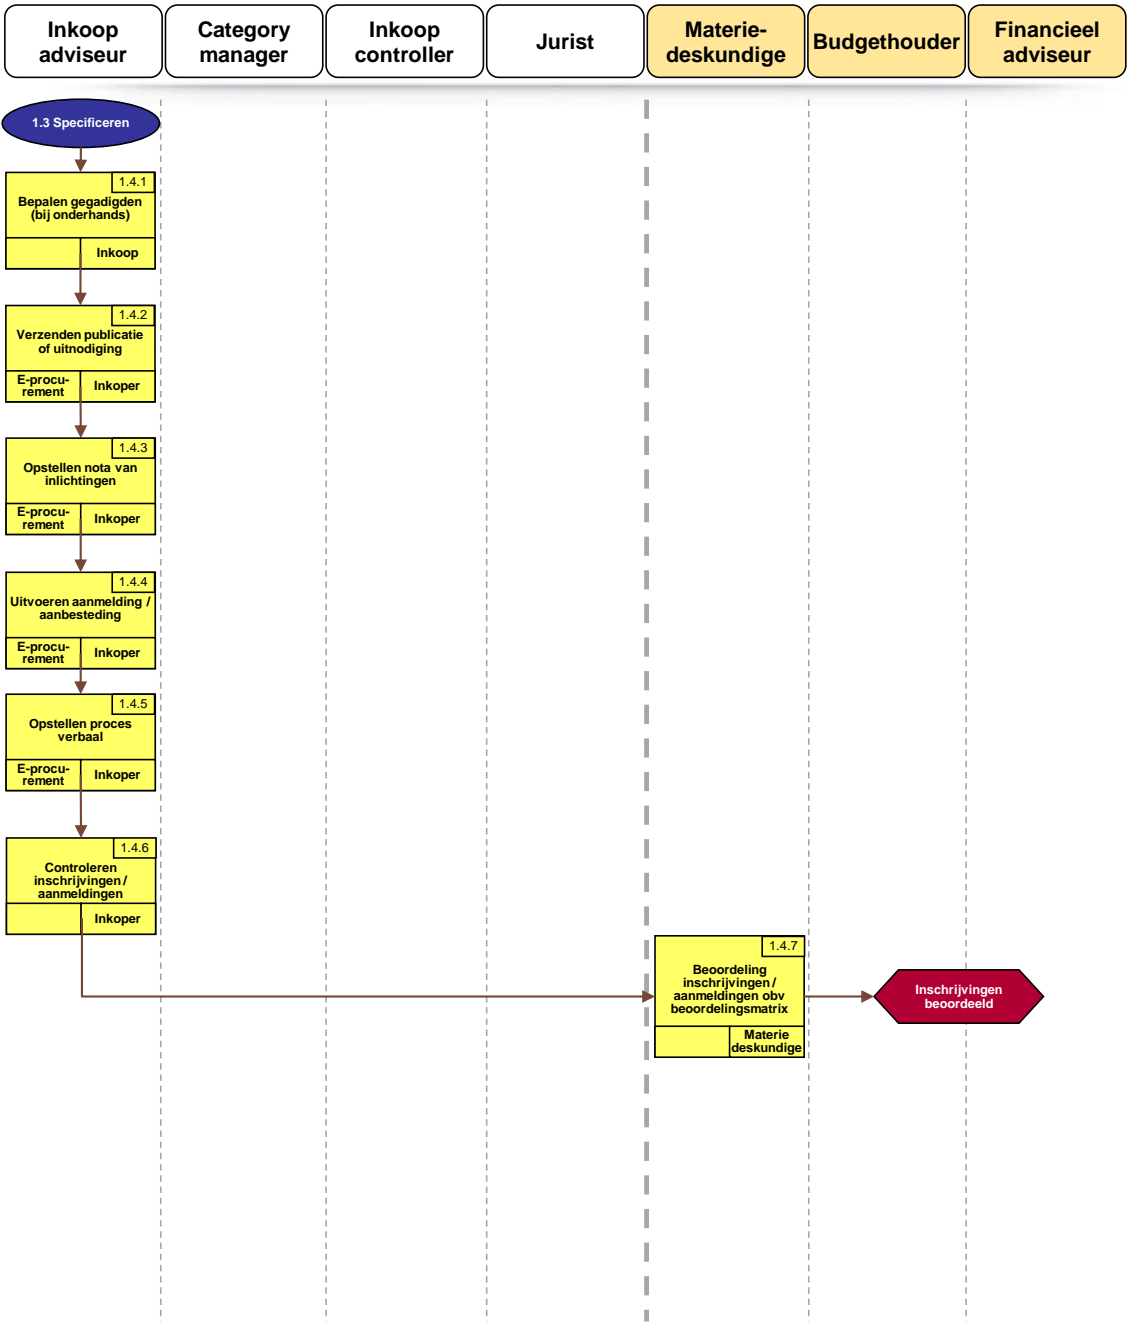 Inkoop
adviseur
Category
manager
Inkoop
controller
Jurist
Materie-
deskundige
Budgethouder
Financieel
adviseur
1.3 Specificeren
1.4.1
Bepalen gegadigden
(bij onderhands)
Inkoop
1.4.2
Verzenden publicatie
of uitnodiging
E-procu-
rement
Inkoper
1.4.3
Opstellen nota van
inlichtingen
E-procu-
rement
Inkoper
1.4.4
Uitvoeren aanmelding /
aanbesteding
E-procu-
rement
Inkoper
1.4.5
Opstellen proces
verbaal
E-procu-
rement
Inkoper
1.4.6
Controleren
inschrijvingen /
aanmeldingen
Inkoper
1.4.7
Beoordeling
inschrijvingen /
aanmeldingen obv
beoordelingsmatrix
Materie
deskundige
Inschrijvingen
beoordeeld